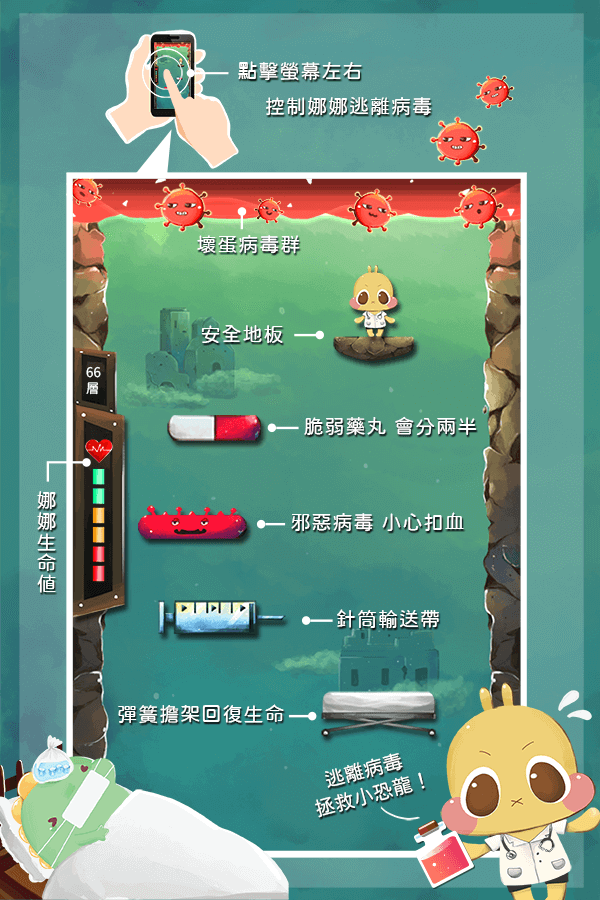 點擊螢幕左右
控制娜娜逃離病毒
壞蛋病毒群
安全地板
66
層
脆弱藥丸 會分兩半
娜娜生命值
邪惡病毒 小心扣血
針筒輸送帶
彈簧擔架回復生命
逃離病毒
拯救小恐龍！